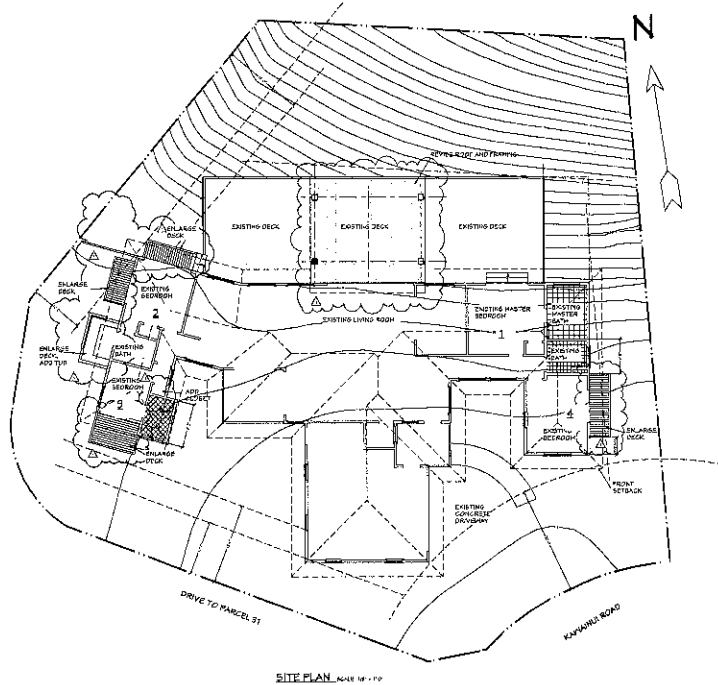 N
REVISE ROOF AND FRAMING
ENLARGE
DECK
EXISTING DECK
EXISTING DECK
EXISTING DECK
ENLARGE
DECK
EXISTING
BEDROOM
2
EXISTING LIVING ROOM
EXISTING MASTER
BEDROOM
1
EXISTING
MASTER
BATH
EXISTING
BATH
EXISTING
BATH
ENLARGE
DECK,
ADD TUB
EXISTING
BEDROOM
3
ADD
CLOSET
ENLARGE
DECK
4
EXISTING
BEDROOM
ENLARGE
DECK
FRONT
SETBACK
EXISTING
CONCRETE
DRIVEWAY
DRIVE TO PARCEL 31
ROAD
SITE PLAN
SCALE